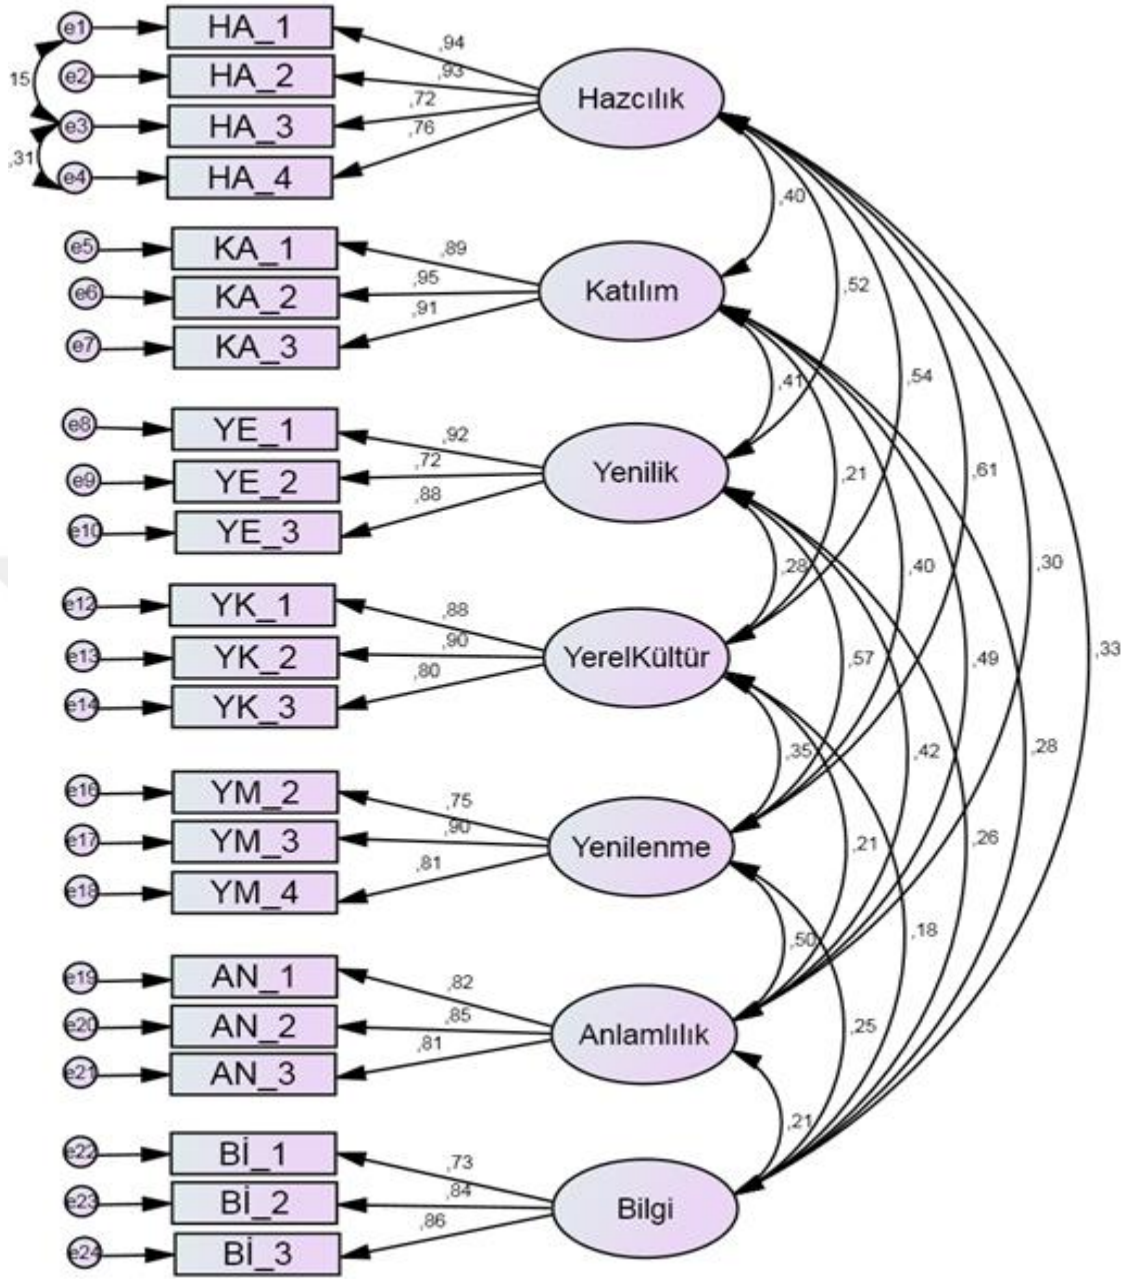 e1 HA_1
,94
e2 HA_2
,93
15
Hazcılık
e3 HA_3
,72
,31
e4 HA_4
,76
,40
e5 KA_1
,89
e6 KA_2
,95
Katılım
,52
e7 KA_3
,91
,41
,54
e8 YE_1
,92
e9 YE_2
,72
Yenilik
,21
,61
e10 YE_3
,88
,28
,40
,30
e12 YK_1
,88
e13 YK_2
,90
YerelKültür
,57
,49
,33
e14 YK_3
,80
,35
,42
,28
e16 YM_2
,75
e17 YM_3
,90
Yenilenme
,21
,26
e18 YM_4
,81
,50
,18
e19 AN_1
,82
e20 AN_2
,85
Anlamlılık
,25
e21 AN_3
,81
,21
e22 Bİ_1
,73
e23 Bİ_2
,84
Bilgi
e24 Bİ_3
,86